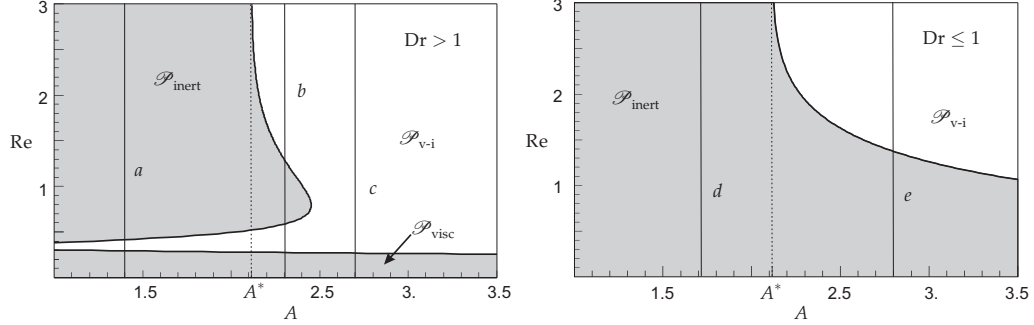 3
2
1
Re
𝒫inert
Dr > 1
b
𝒫v-i
a
c
𝒫visc
1.5
A*
2.5
3.
3.5
A
3
2
1
Re
𝒫inert
Dr ≤ 1
𝒫v-i
d
e
1.5
A*
2.5
3.
3.5
A